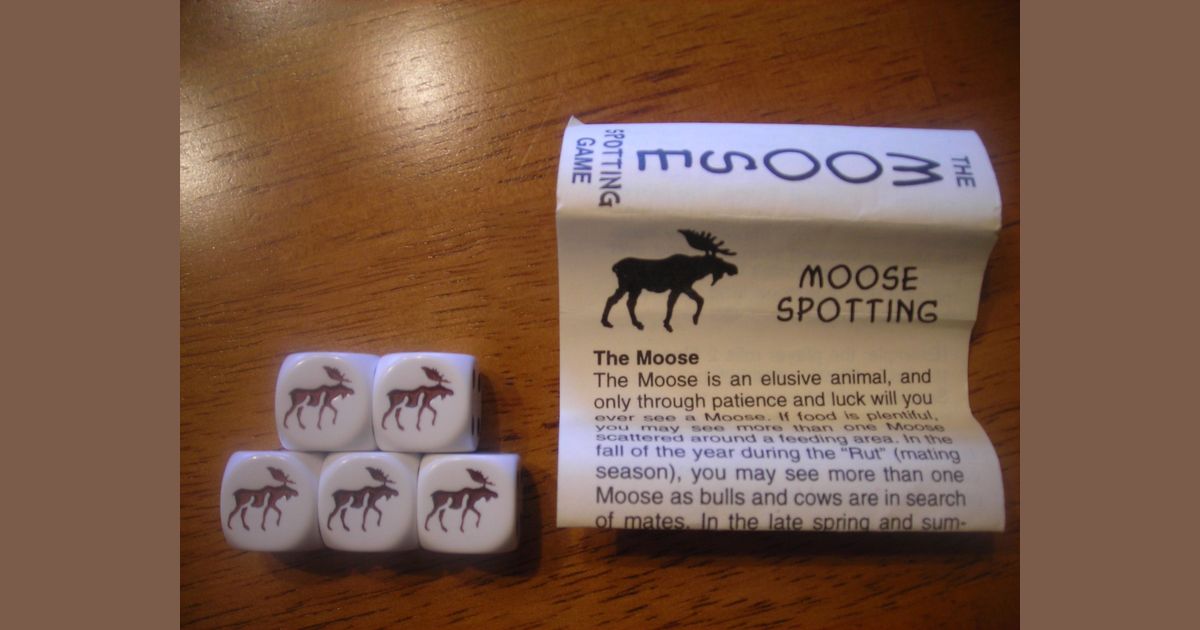 THE
MOOSE
SPOTTING
GAME
MOOSE
SPOTTING
The Moose
The Moose is an elusive animal, and
only through patience and luck will you
ever see a Moose. If food is plentiful,
you may see more than one Moose
scattered around a feeding area. In the
fall of the year during the "Rut" (mating
season), you may see more than one
Moose as bulls and cows are in search
of mates. In the late spring and sum-